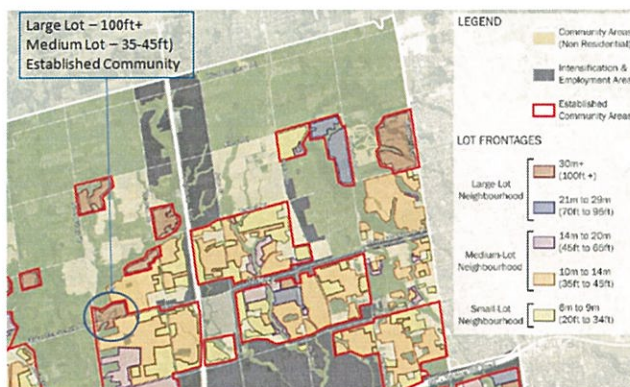 Large Lot – 100ft+
Medium Lot – 35-45ft)
Established Community
LEGEND
Community Areas
(Non Residential)
Intensification &
Employment Area
Established
Community Areas
LOT FRONTAGES
Large-Lot
Neighbourhood
30m+
(100ft +)
21m to 29m
(70ft to 95ft)
Medium-Lot
Neighbourhood
14m to 20m
(45ft to 65ft)
10m to 14m
(35ft to 45ft)
Small-Lot
Neighbourhood
6m to 9m
(20ft to 34ft)